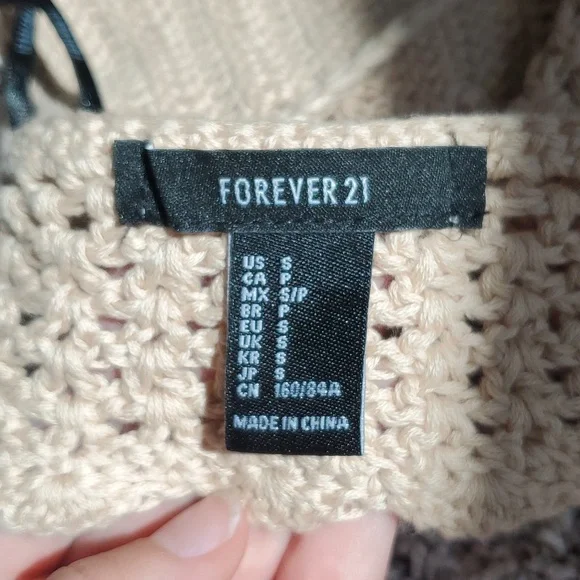 FOREVER 21
US S
CA P
MX S/P
BR P
EU S
UK S
KR S
JP S
CN 160/84A
MADE IN CHINA